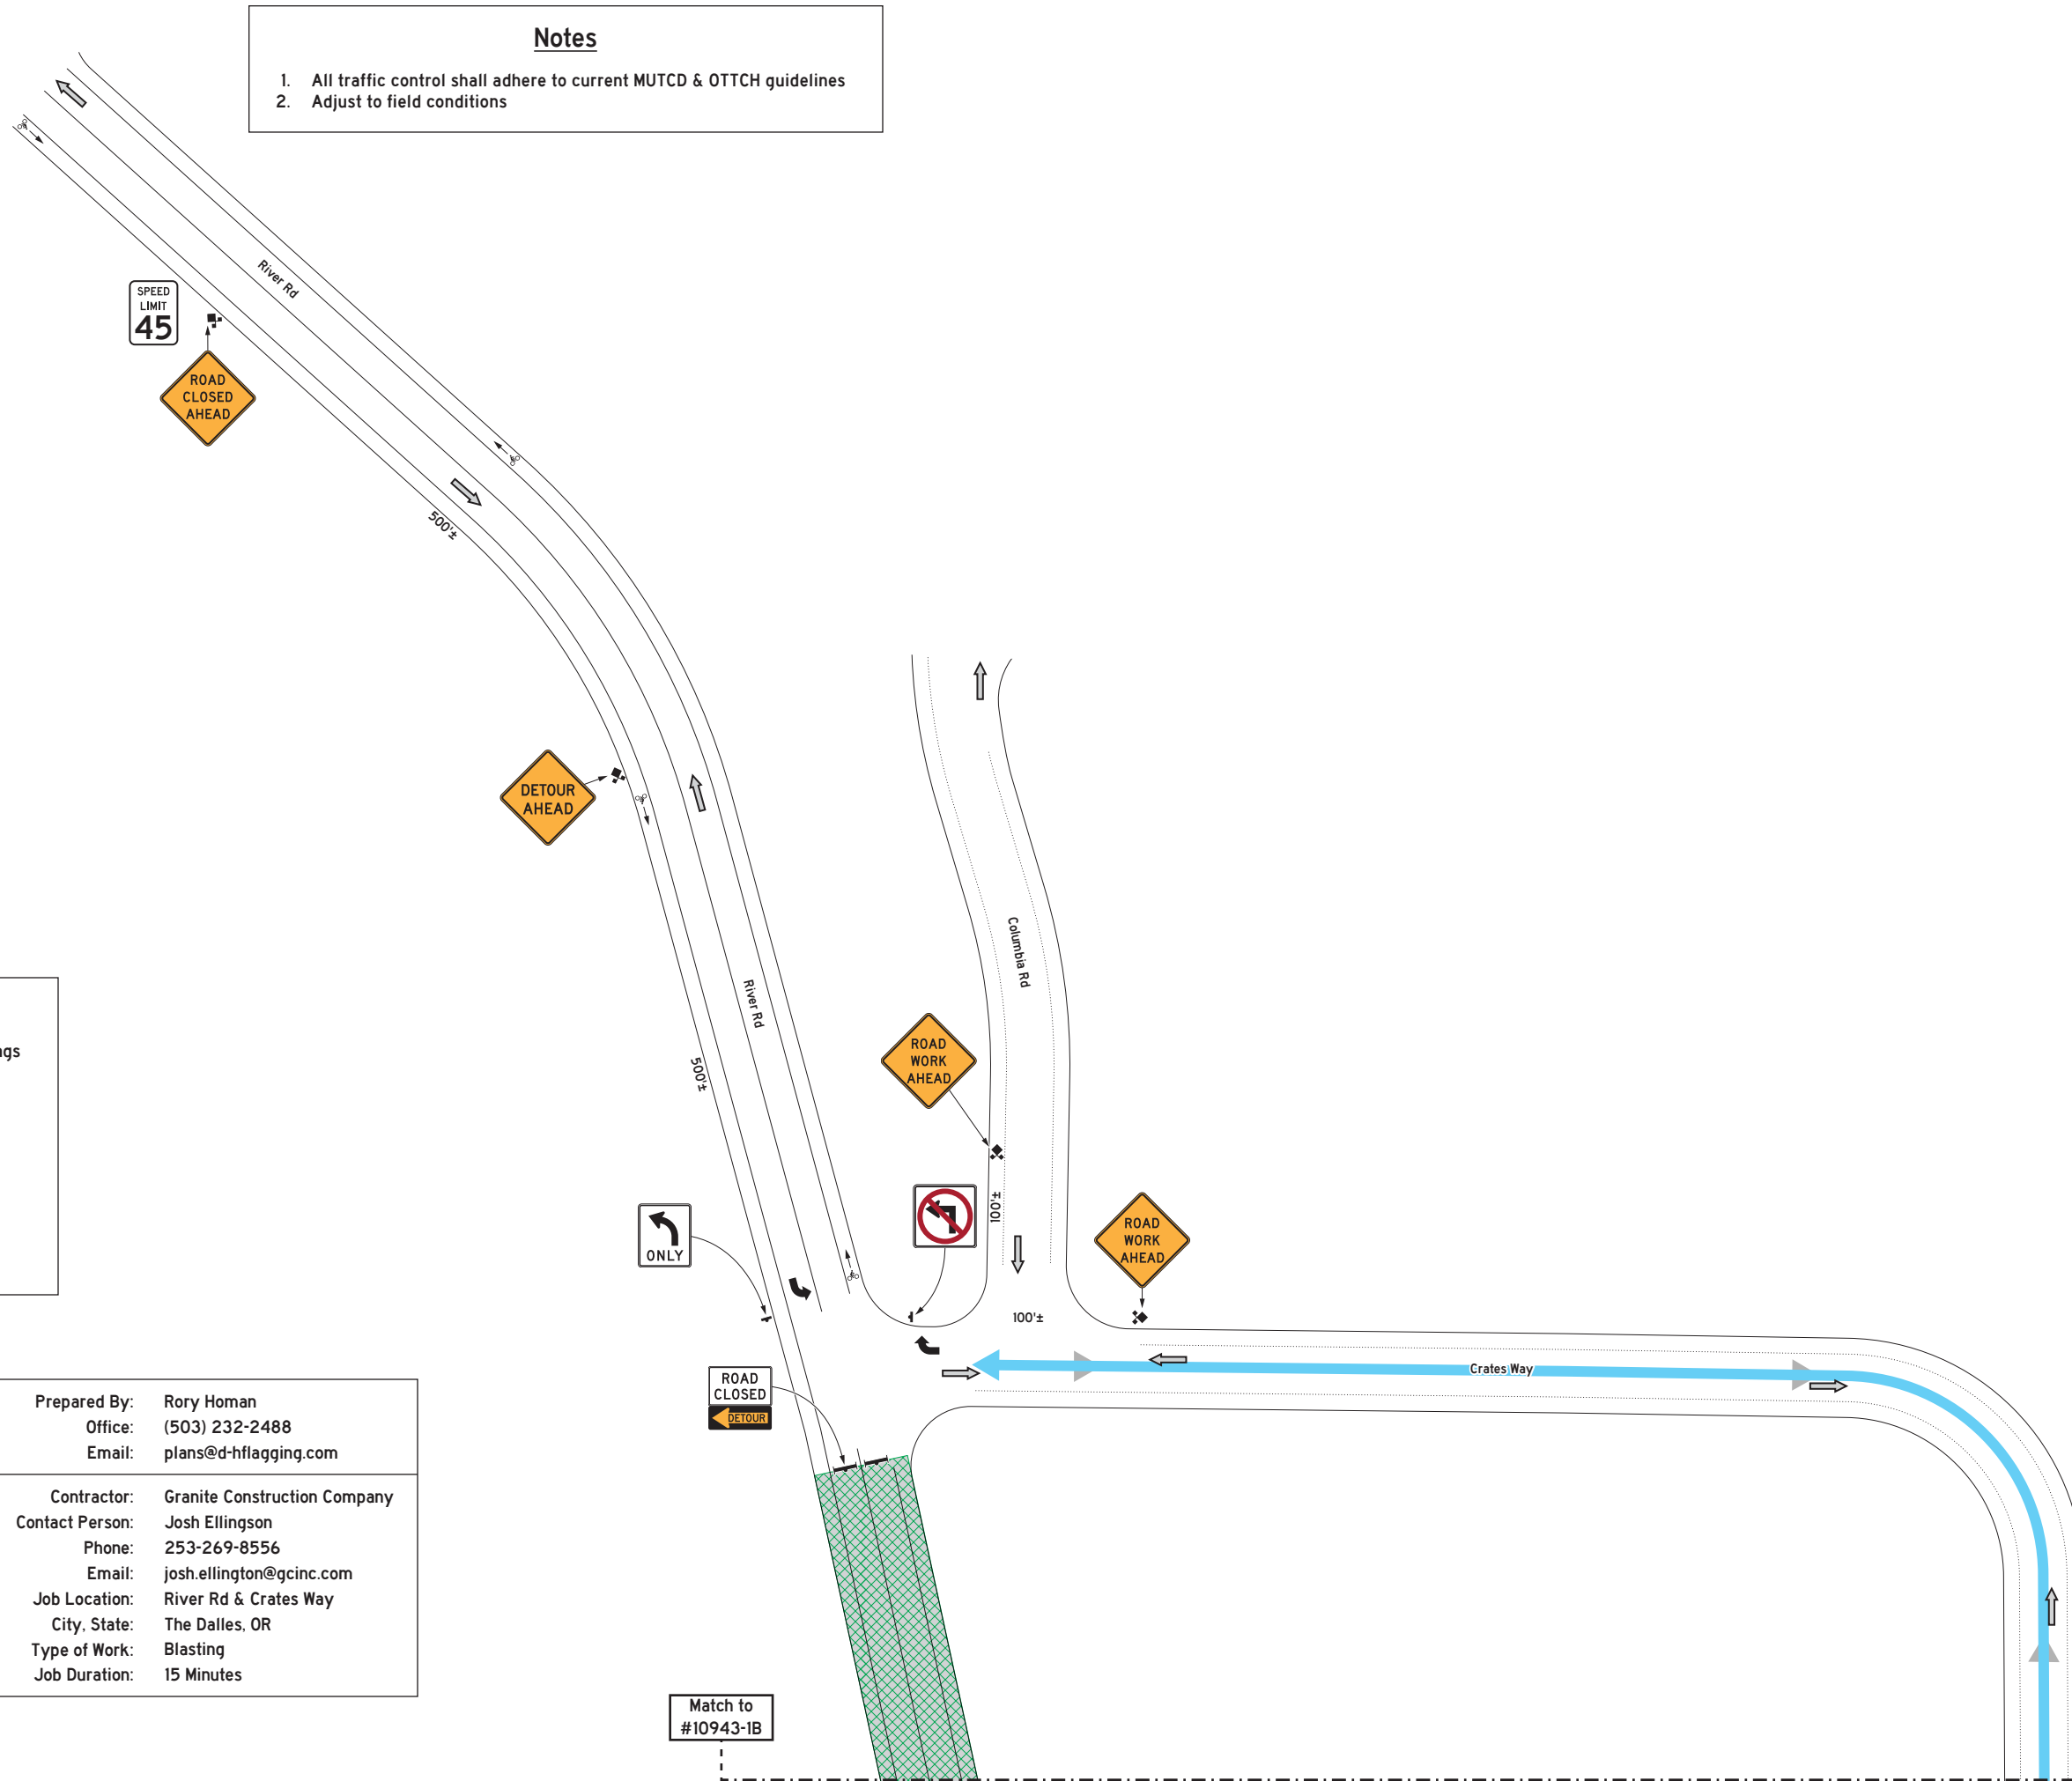 Notes
1. All traffic control shall adhere to current MUTCD & OTTCH guidelines
2. Adjust to field conditions
River Rd
SPEED
LIMIT
45
ROAD
CLOSED
AHEAD
500'±
DETOUR
AHEAD
Columbia Rd
River Rd
500'±
ROAD
WORK
AHEAD
100'±
ONLY
ROAD
WORK
AHEAD
100'±
Crates Way
ROAD
CLOSED
DETOUR
Prepared By: Rory Homan
Office: (503) 232-2488
Email: plans@d-hflagging.com
Contractor: Granite Construction Company
Contact Person: Josh Ellingson
Phone: 253-269-8556
Email: josh.ellington@gcinc.com
Job Location: River Rd & Crates Way
City, State: The Dalles, OR
Type of Work: Blasting
Job Duration: 15 Minutes
Match to
#10943-1B